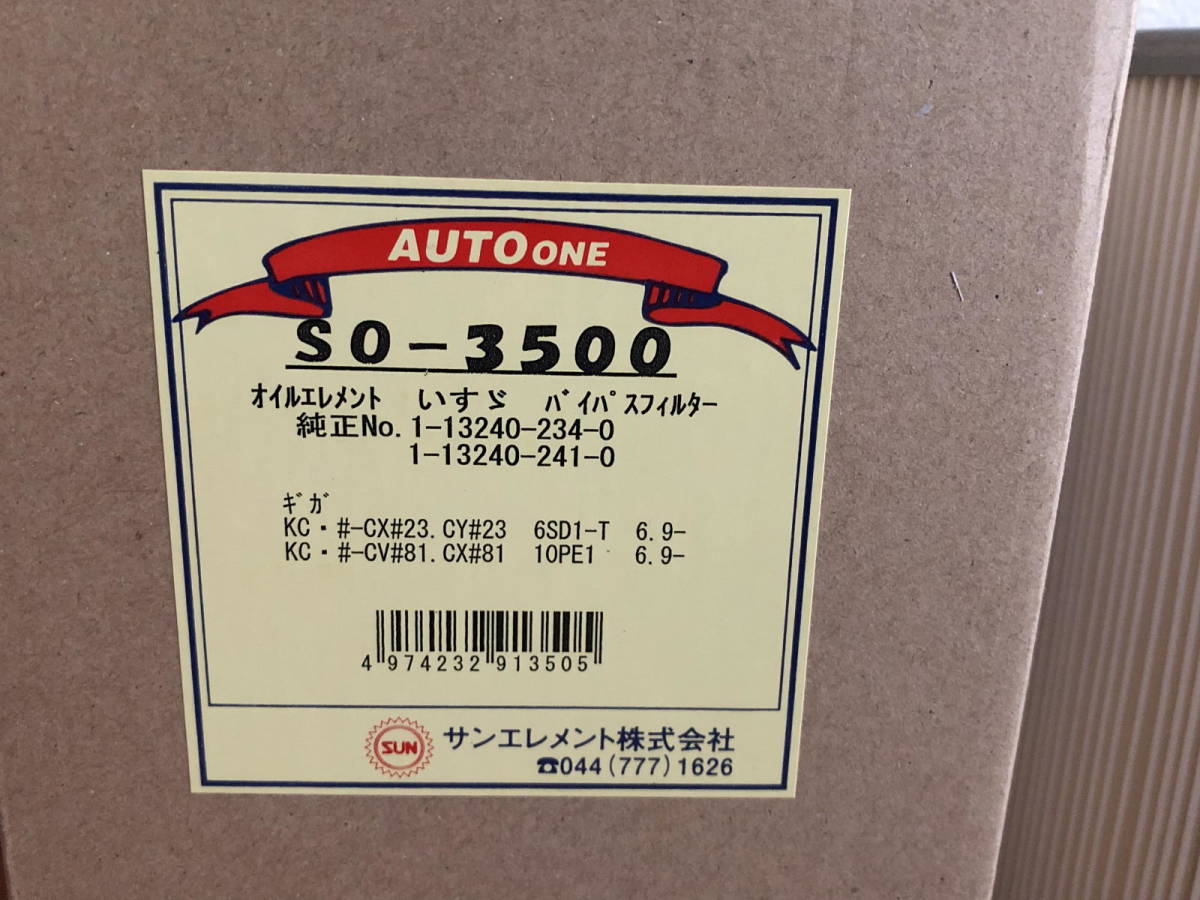 AUTO ONE
SO-3500
ｵｲﾙｴﾚﾒﾝﾄ いすゞ ﾊﾞｲﾊﾟｽﾌｨﾙﾀｰ
純正No. 1-13240-234-0
1-13240-241-0
ｷﾞｶﾞ
KC・#-CX#23. CY#23 6SD1-T 6.9-
KC・#-CV#81. CX#81 10PE1 6.9-
4 974232 913505
SUN サンエレメント株式会社
☎044(777)1626